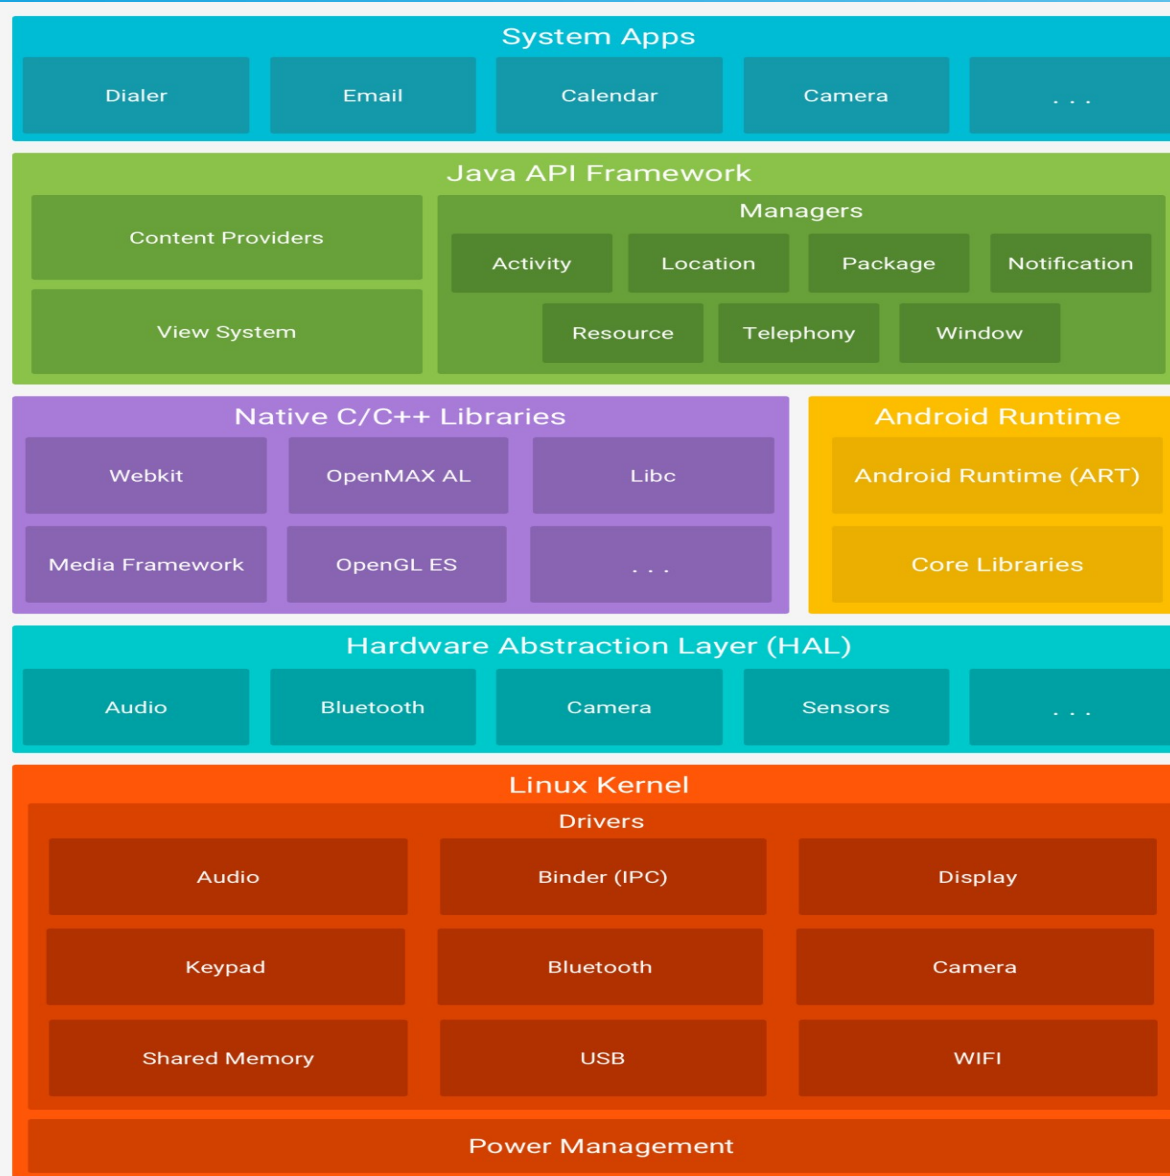 System Apps
Dialer Email Calendar Camera . . .
Java API Framework
Content Providers
View System
Managers
Activity Location Package Notification
Resource Telephony Window
Native C/C++ Libraries
Webkit OpenMAX AL Libc
Media Framework OpenGL ES . . .
Android Runtime
Android Runtime (ART)
Core Libraries
Hardware Abstraction Layer (HAL)
Audio Bluetooth Camera Sensors . . .
Linux Kernel
Drivers
Audio Binder (IPC) Display
Keypad Bluetooth Camera
Shared Memory USB WIFI
Power Management